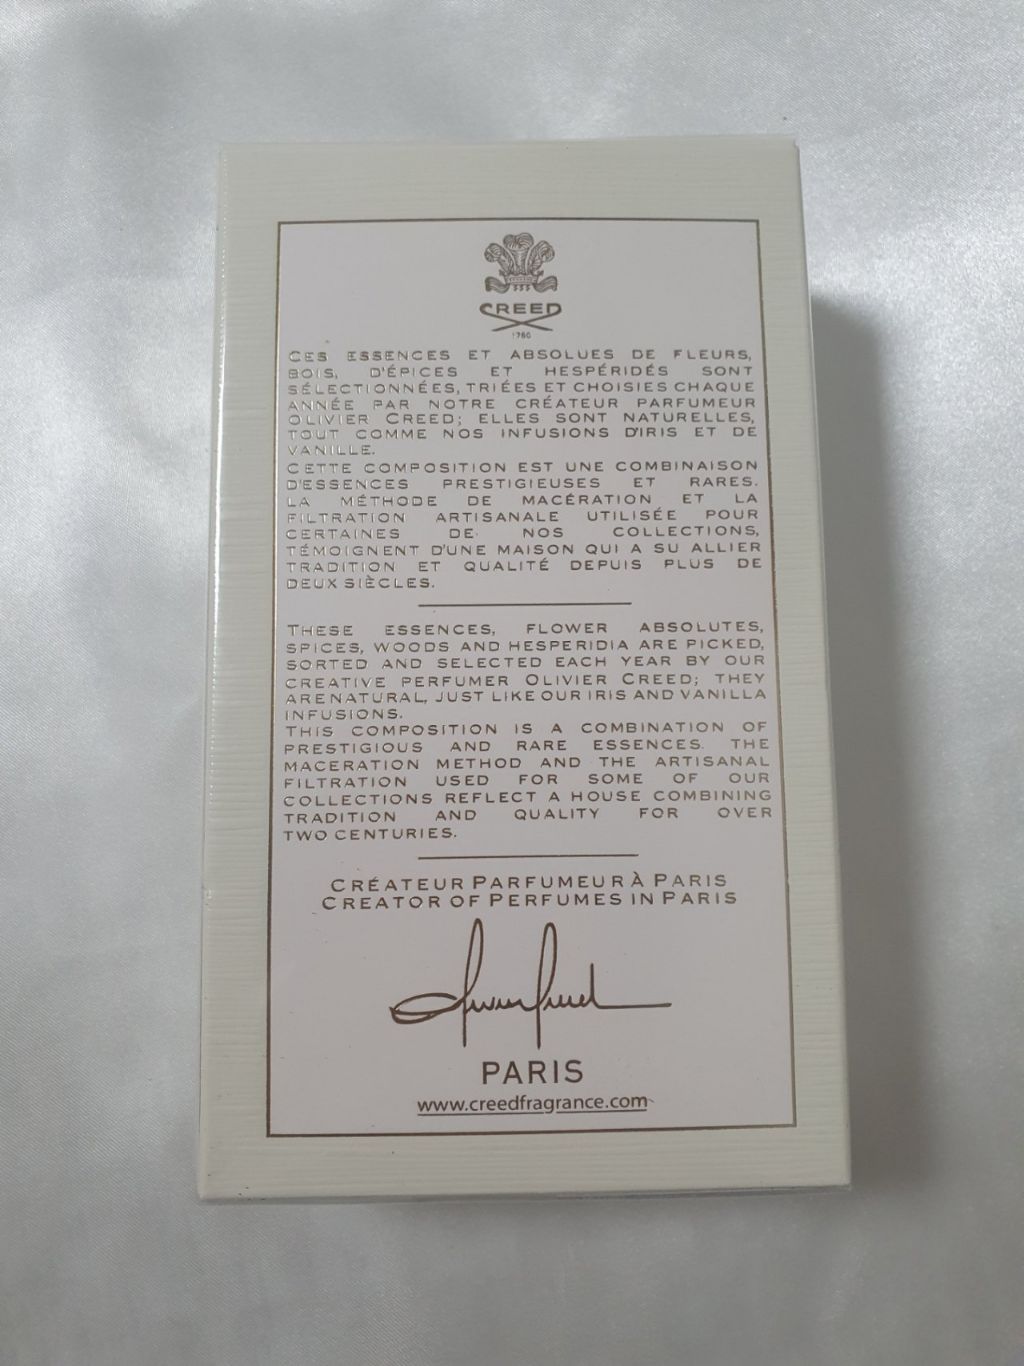 CREED
1760
CES ESSENCES ET ABSOLUES DE FLEURS,
BOIS, D'ÉPICES ET HESPÉRIDÉS SONT
SÉLECTIONNÉES, TRIÉES ET CHOISIES CHAQUE
ANNÉE PAR NOTRE CRÉATEUR PARFUMEUR
OLIVIER CREED; ELLES SONT NATURELLES,
TOUT COMME NOS INFUSIONS D'IRIS ET DE
VANILLE.
CETTE COMPOSITION EST UNE COMBINAISON
D'ESSENCES PRESTIGIEUSES ET RARES.
LA MÉTHODE DE MACÉRATION ET LA
FILTRATION ARTISANALE UTILISÉE POUR
CERTAINES DE NOS COLLECTIONS,
TÉMOIGNENT D'UNE MAISON QUI A SU ALLIER
TRADITION ET QUALITÉ DEPUIS PLUS DE
DEUX SIÈCLES.
THESE ESSENCES, FLOWER ABSOLUTES,
SPICES, WOODS AND HESPERIDIA ARE PICKED,
SORTED AND SELECTED EACH YEAR BY OUR
CREATIVE PERFUMER OLIVIER CREED; THEY
ARE NATURAL, JUST LIKE OUR IRIS AND VANILLA
INFUSIONS.
THIS COMPOSITION IS A COMBINATION OF
PRESTIGIOUS AND RARE ESSENCES. THE
MACERATION METHOD AND THE ARTISANAL
FILTRATION USED FOR SOME OF OUR
COLLECTIONS REFLECT A HOUSE COMBINING
TRADITION AND QUALITY FOR OVER
TWO CENTURIES.
CRÉATEUR PARFUMEUR À PARIS
CREATOR OF PERFUMES IN PARIS
Olivier Creed
PARIS
www.creedfragrance.com